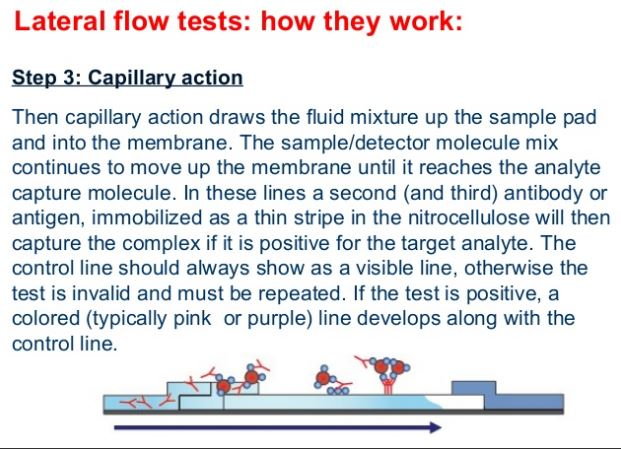 Lateral flow tests: how they work:
Step 3: Capillary action
Then capillary action draws the fluid mixture up the sample pad
and into the membrane. The sample/detector molecule mix
continues to move up the membrane until it reaches the analyte
capture molecule. In these lines a second (and third) antibody or
antigen, immobilized as a thin stripe in the nitrocellulose will then
capture the complex if it is positive for the target analyte. The
control line should always show as a visible line, otherwise the
test is invalid and must be repeated. If the test is positive, a
colored (typically pink or purple) line develops along with the
control line.